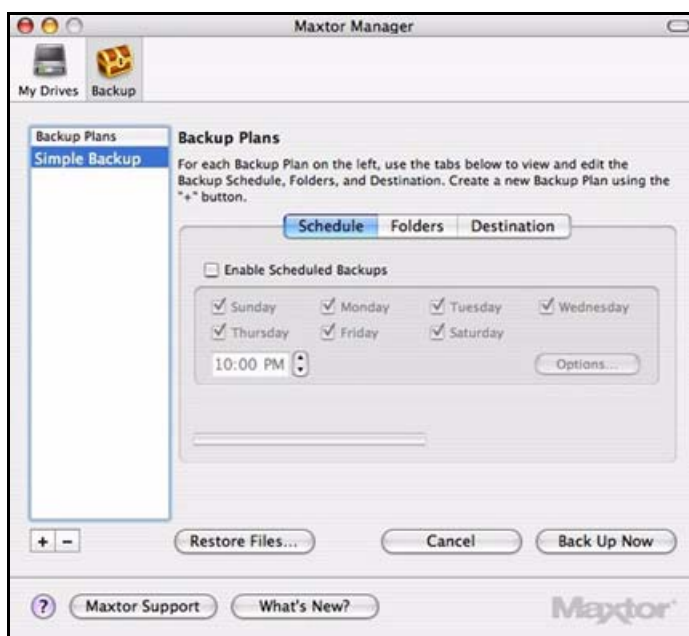 Maxtor Manager
My Drives Backup
Backup Plans
Simple Backup
Backup Plans
For each Backup Plan on the left, use the tabs below to view and edit the
Backup Schedule, Folders, and Destination. Create a new Backup Plan using the
"+" button.
Schedule Folders Destination
Enable Scheduled Backups
Sunday Monday Tuesday Wednesday
Thursday Friday Saturday
10:00 PM Options...
+ - Restore Files... Cancel Back Up Now
? Maxtor Support What's New? Maxtor